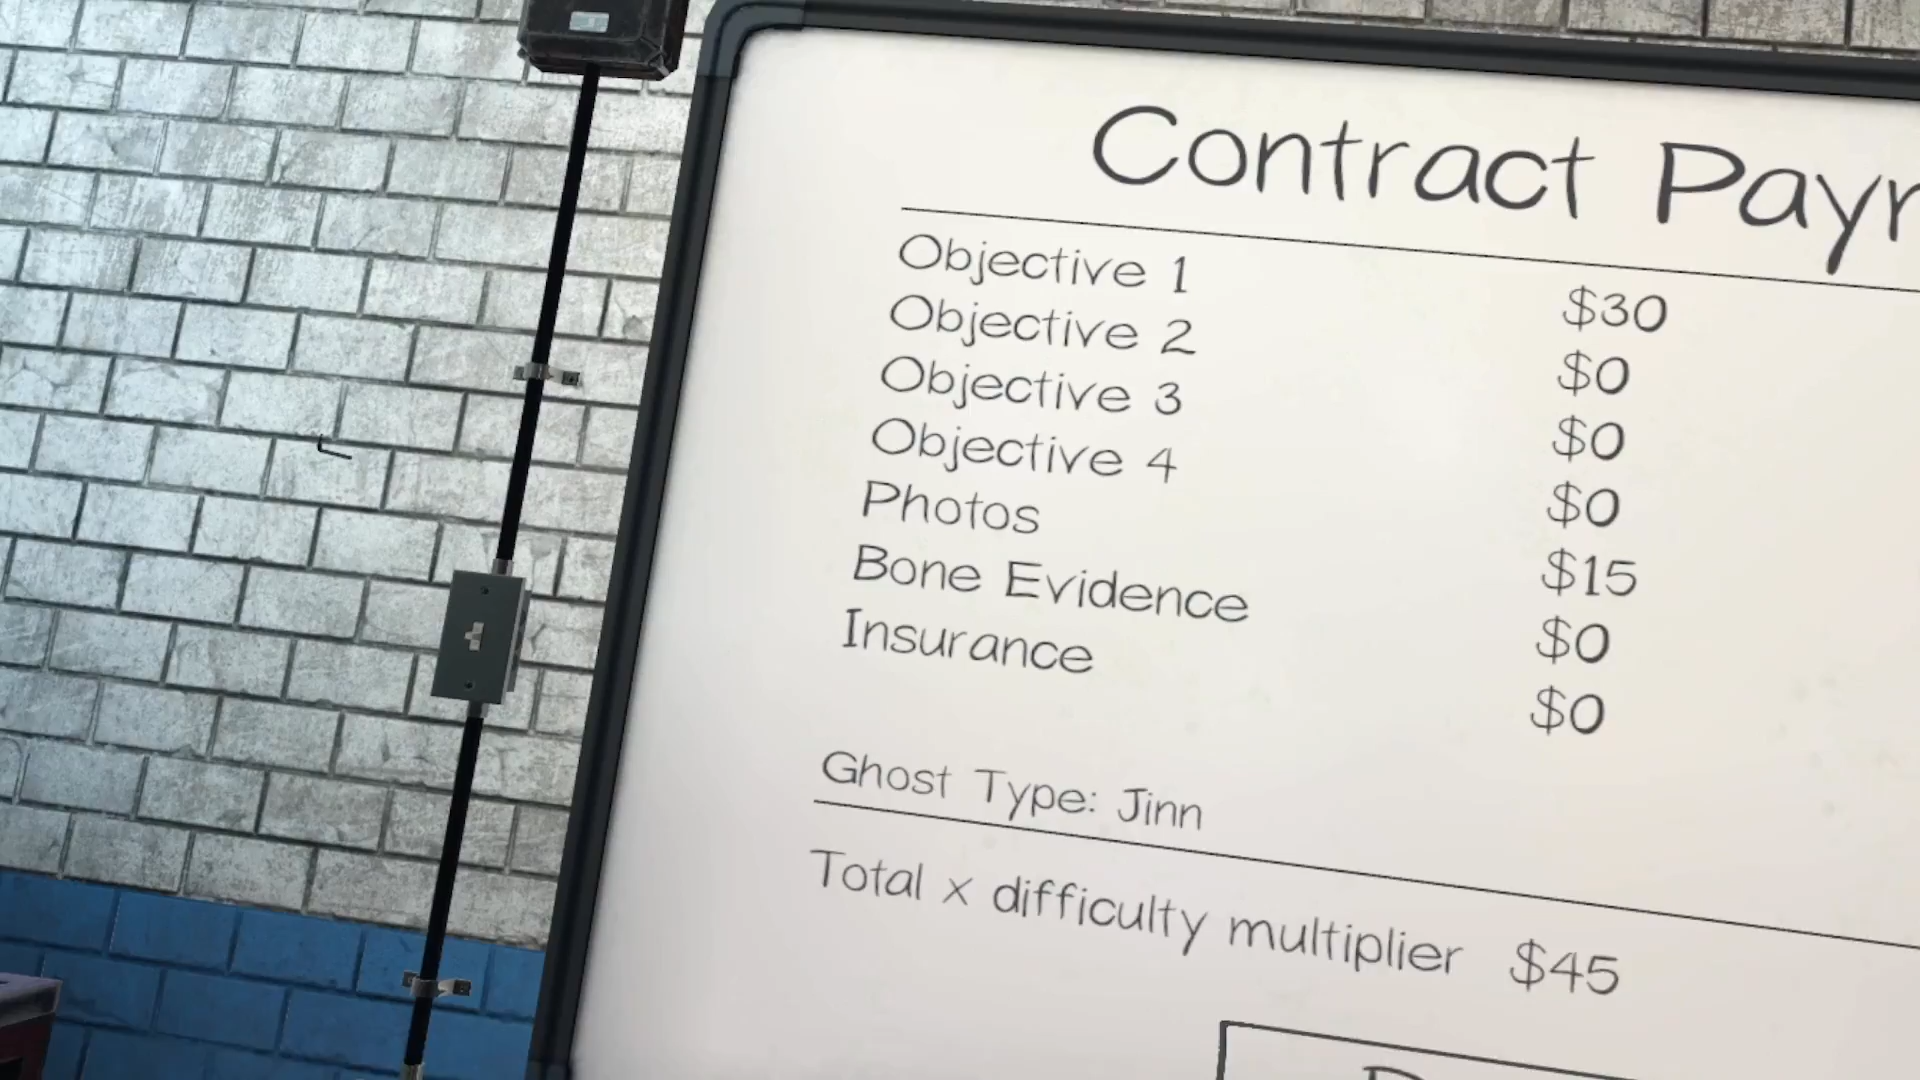 Contract Payr
Objective 1 $30
Objective 2 $0
Objective 3 $0
Objective 4 $0
Photos $15
Bone Evidence $0
Insurance $0
Ghost Type: Jinn
Total x difficulty multiplier $45